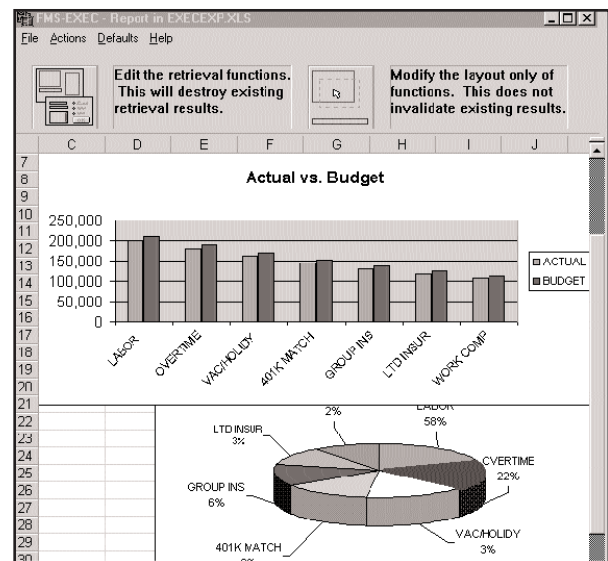 FMS-EXEC - Report in EXECEXP.XLS
File Actions Defaults Help
Edit the retrieval functions.
This will destroy existing
retrieval results.
Modify the layout only of
functions. This does not
invalidate existing results.
C D E F G H I J
7
8
9
10
11
12
13
14
15
16
17
18
19
20
21
22
23
24
25
26
27
28
29
30
Actual vs. Budget
250,000
200,000
150,000
100,000
50,000
0
ACTUAL
BUDGET
LABOR
OVERTIME
VAC/HOLIDY
401K MATCH
GROUP INS
LTD INSUR
WORK COMP
2%
LABOR
58%
LTD INSUR
3%
OVERTIME
22%
GROUP INS
6%
VAC/HOLIDY
3%
401K MATCH